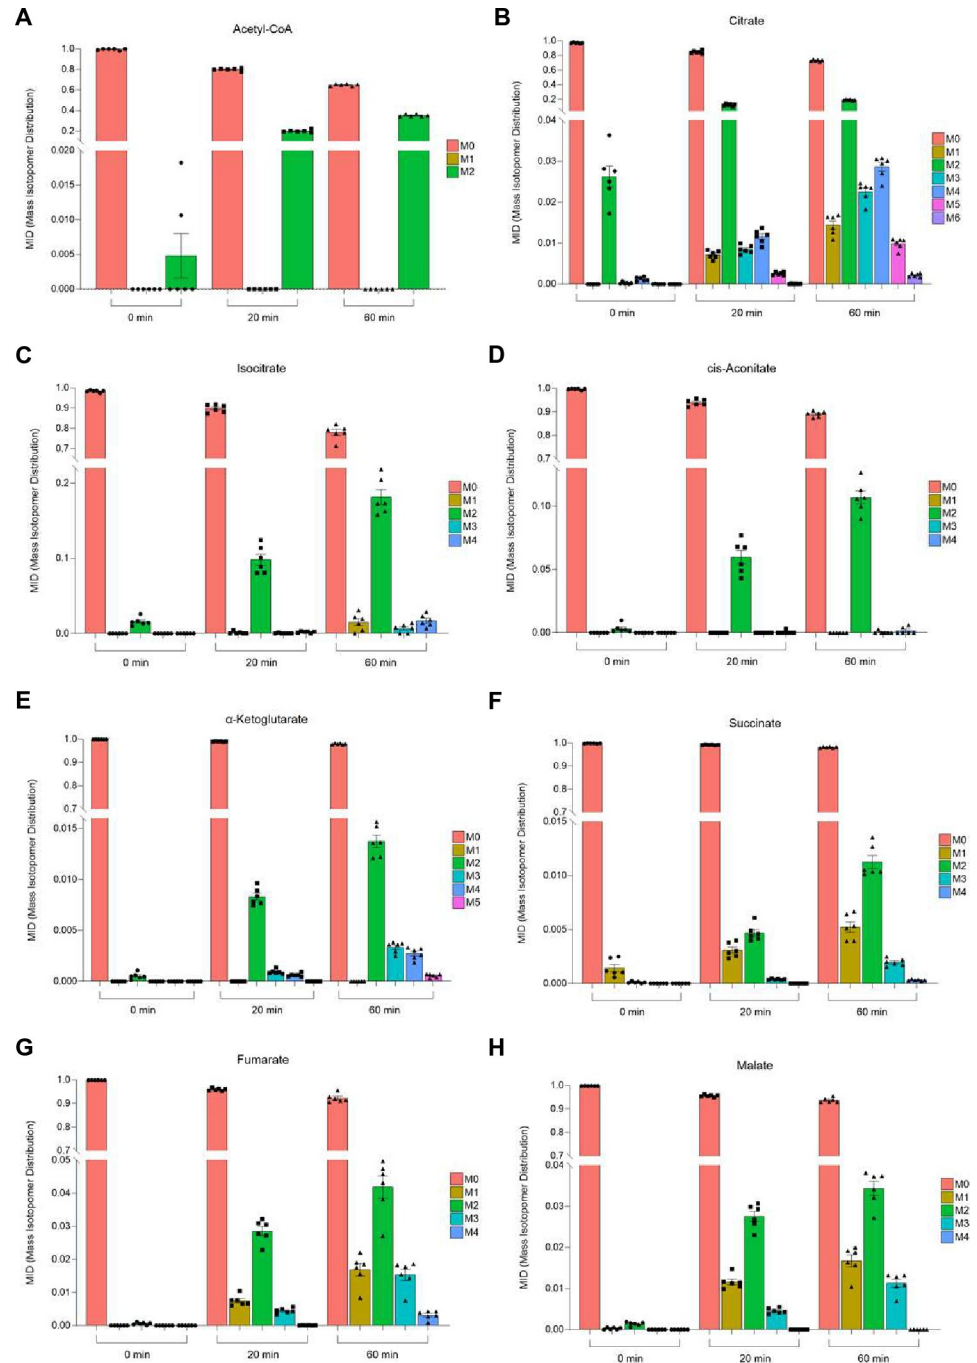 A
Acetyl-CoA
MID (Mass Isotopomer Distribution)
1.0
0.8
0.6
0.4
0.2
0.020
0.015
0.010
0.005
0.000
0 min
20 min
60 min
M0
M1
M2
B
Citrate
MID (Mass Isotopomer Distribution)
1.0
0.8
0.6
0.4
0.2
0.04
0.03
0.02
0.01
0.00
0 min
20 min
60 min
M0
M1
M2
M3
M4
M5
M6
C
Isocitrate
MID (Mass Isotopomer Distribution)
1.0
0.9
0.8
0.7
0.2
0.1
0.0
0 min
20 min
60 min
M0
M1
M2
M3
M4
D
cis-Aconitate
MID (Mass Isotopomer Distribution)
1.0
0.9
0.8
0.7
0.10
0.05
0.00
0 min
20 min
60 min
M0
M1
M2
M3
M4
E
α-Ketoglutarate
MID (Mass Isotopomer Distribution)
1.0
0.9
0.8
0.7
0.015
0.010
0.005
0.000
0 min
20 min
60 min
M0
M1
M2
M3
M4
M5
F
Succinate
MID (Mass Isotopomer Distribution)
1.0
0.9
0.8
0.7
0.015
0.010
0.005
0.000
0 min
20 min
60 min
M0
M1
M2
M3
M4
G
Fumarate
MID (Mass Isotopomer Distribution)
1.0
0.9
0.8
0.7
0.05
0.04
0.03
0.02
0.01
0.00
0 min
20 min
60 min
M0
M1
M2
M3
M4
H
Malate
MID (Mass Isotopomer Distribution)
1.0
0.9
0.8
0.7
0.04
0.03
0.02
0.01
0.00
0 min
20 min
60 min
M0
M1
M2
M3
M4